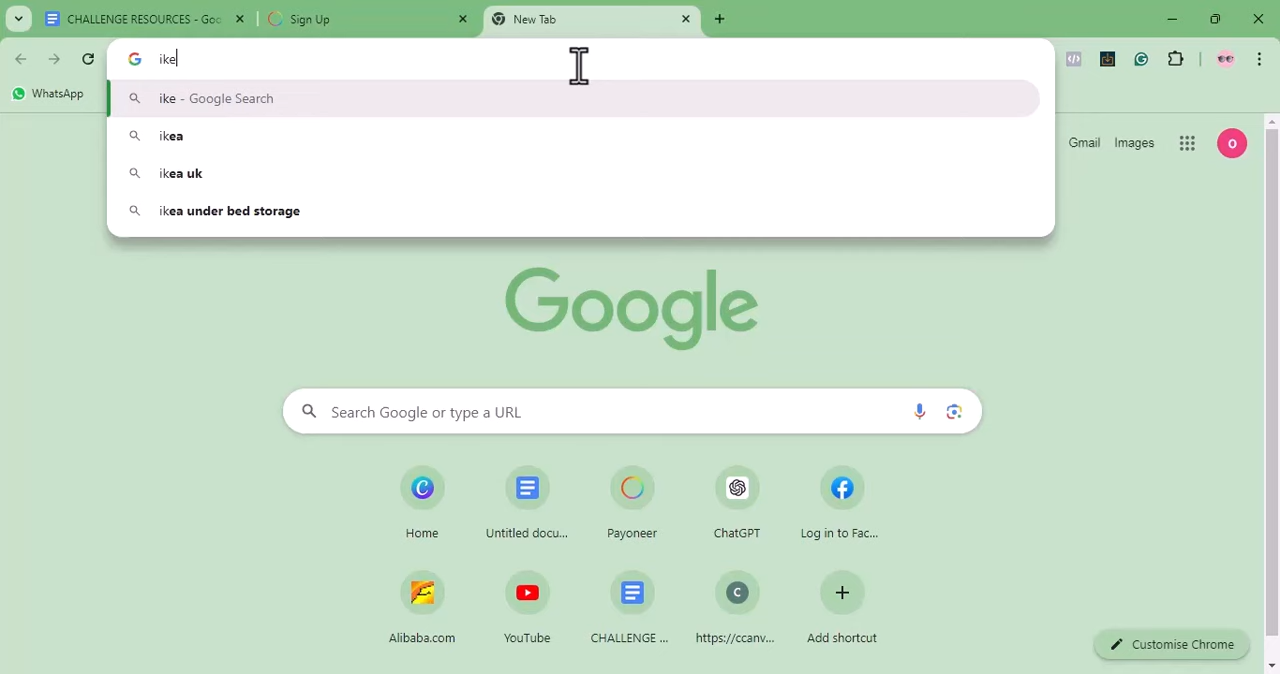 CHALLENGE RESOURCES - Goo
Sign Up
New Tab
ike
WhatsApp
ike - Google Search
ikea
ikea uk
ikea under bed storage
Gmail
Images
O
Google
Search Google or type a URL
Home
Untitled docu...
Payoneer
ChatGPT
Log in to Fac...
C
Alibaba.com
YouTube
CHALLENGE ...
https://ccanv...
Add shortcut
Customise Chrome